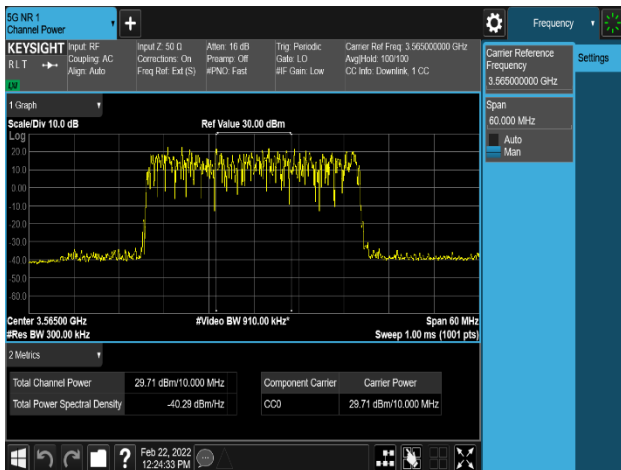 5G NR 1
Channel Power
+
Frequency
KEYSIGHT
R L T
LXI
Input: RF
Coupling: AC
Align: Auto
Input Z: 50 Ω
Corrections: On
Freq Ref: Ext (S)
Atten: 16 dB
Preamp: Off
#PNO: Fast
Trig: Periodic
Gate: LO
#IF Gain: Low
Carrier Ref Freq: 3.565000000 GHz
Avg|Hold: 100/100
CC Info: Downlink, 1 CC
Carrier Reference
Frequency
3.565000000 GHz
Settings
Span
60.000 MHz
Auto
Man
1 Graph
Scale/Div 10.0 dB
Ref Value 30.00 dBm
Log
20.0
10.0
0.00
-10.0
-20.0
-30.0
-40.0
-50.0
-60.0
Center 3.56500 GHz
#Video BW 910.00 kHz*
Span 60 MHz
#Res BW 300.00 kHz
Sweep 1.00 ms (1001 pts)
2 Metrics
Total Channel Power 29.71 dBm/10.000 MHz
Total Power Spectral Density -40.29 dBm/Hz
Component Carrier Carrier Power
CC0 29.71 dBm/10.000 MHz
?
Feb 22, 2022
12:24:33 PM